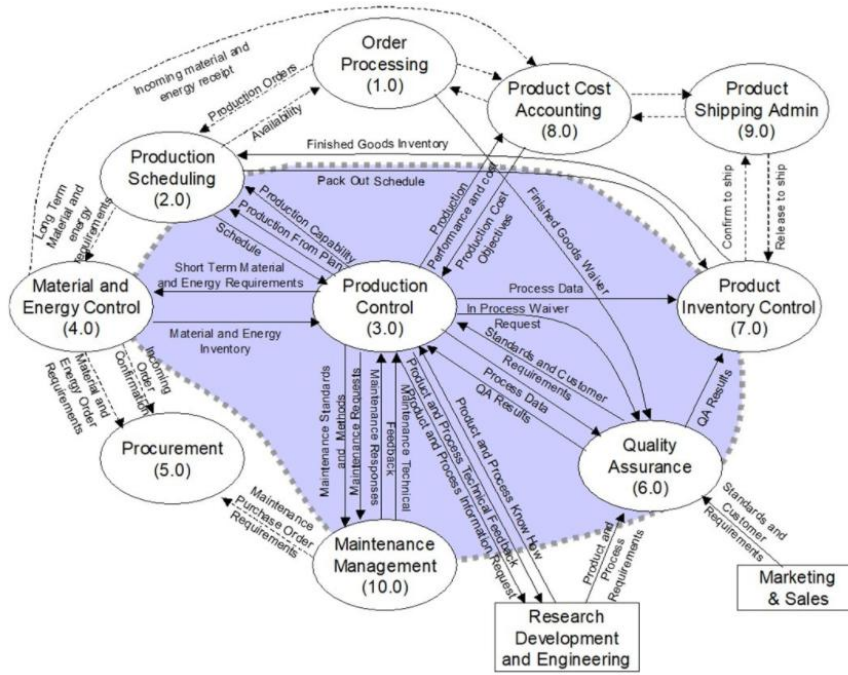 Order
Processing
(1.0)
Incoming material and
energy receipt
Production Orders
Availability
Product Cost
Accounting
(8.0)
Product
Shipping Admin
(9.0)
Finished Goods Inventory
Production
Scheduling
(2.0)
Pack Out Schedule
Long Term
Material and
energy
requirements
Production Capability
Production From Plan
Schedule
Production
Performance and cost
Production Cost
Objectives
Finished Goods Waiver
Confirm to ship
Release to ship
Short Term Material
and Energy Requirements
Material and
Energy Control
(4.0)
Production
Control
(3.0)
Process Data
In Process Waiver
Request
Product
Inventory Control
(7.0)
Material and Energy
Inventory
Standards and Customer
Requirements
Process Data
QA Results
QA Results
Incoming
Order
Confirmation
Material and
Energy Order
Requirements
Procurement
(5.0)
Maintenance Standards
and Methods
Maintenance Requests
Maintenance Responses
Maintenance Technical
Feedback
Product and Process Know How
Product and Process Technical Feedback
Product and Process Information Request
Quality
Assurance
(6.0)
Maintenance
Purchase Order
Requirements
Maintenance
Management
(10.0)
Product and
Process
Requirements
Standards and
Customer
Requirements
Marketing
& Sales
Research
Development
and Engineering